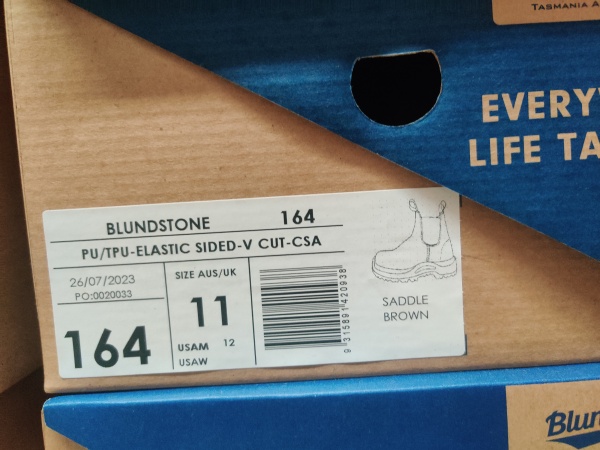 TASMANIA A
EVERY
LIFE TA
BLUNDSTONE 164
PU/TPU-ELASTIC SIDED-V CUT-CSA
26/07/2023
PO:0020033
164
SIZE AUS/UK
11
USAM 12
USAW
9315891420938
SADDLE
BROWN
Blun